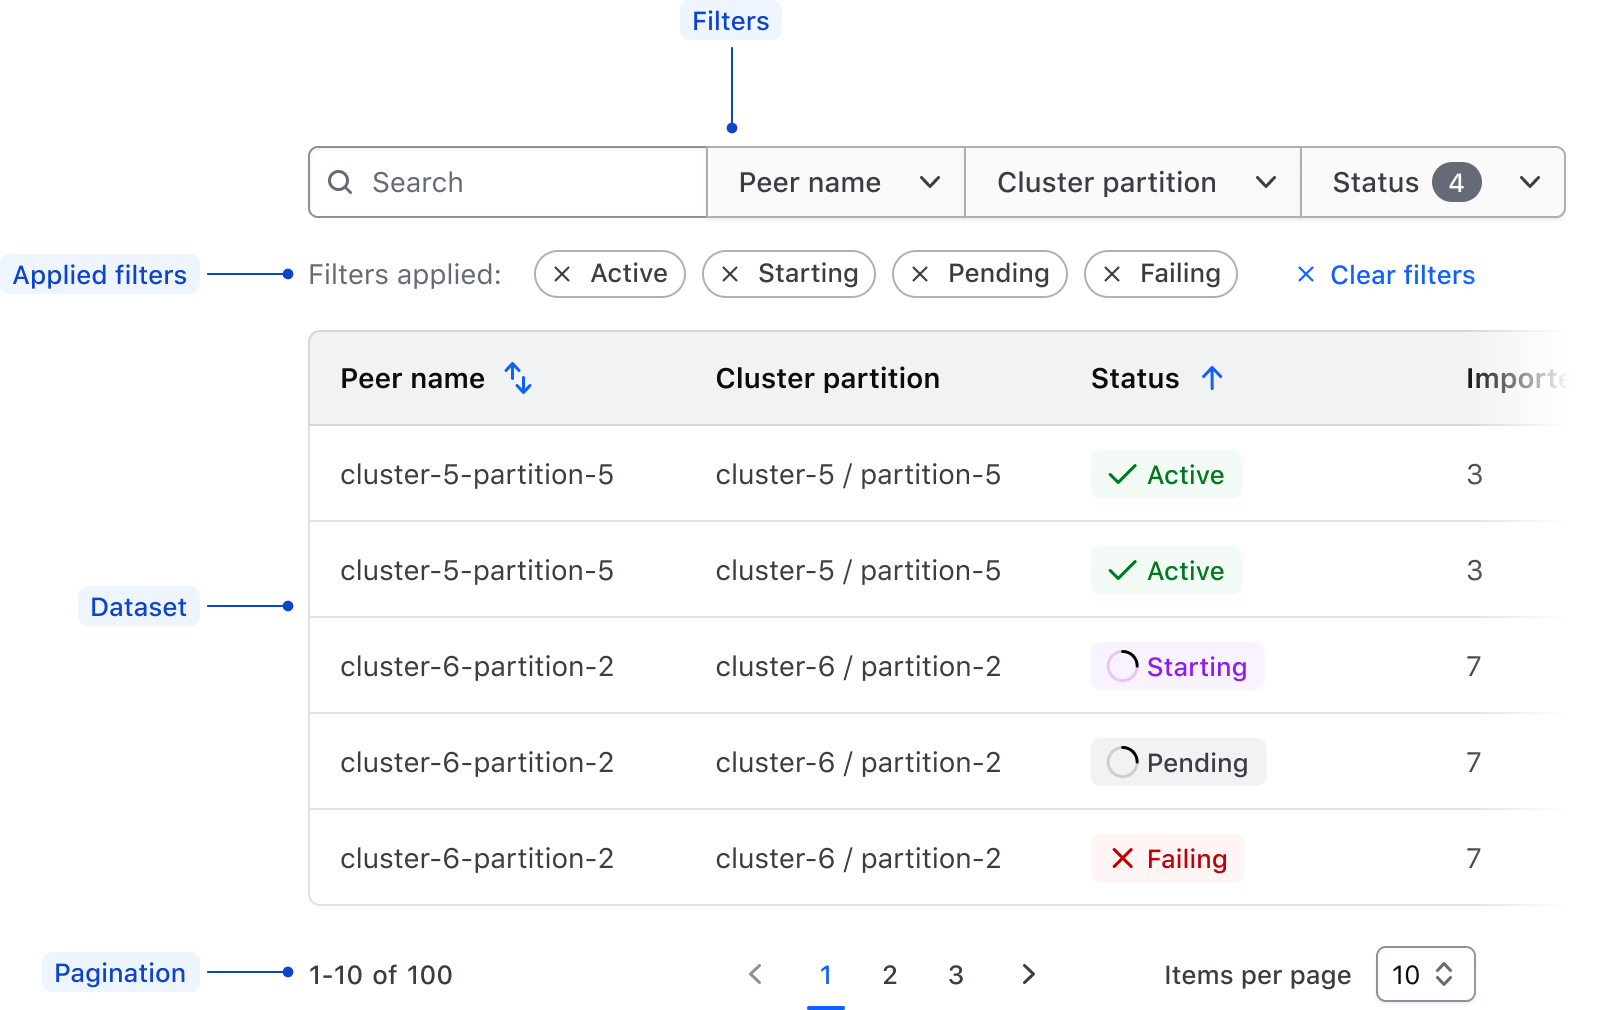 Filters
Search Peer name Cluster partition Status 4
Applied filters Filters applied: Active Starting Pending Failing Clear filters
Peer name Cluster partition Status Importe
cluster-5-partition-5 cluster-5 / partition-5 Active 3
cluster-5-partition-5 cluster-5 / partition-5 Active 3
Dataset
cluster-6-partition-2 cluster-6 / partition-2 Starting 7
cluster-6-partition-2 cluster-6 / partition-2 Pending 7
cluster-6-partition-2 cluster-6 / partition-2 Failing 7
Pagination 1-10 of 100 1 2 3 Items per page 10